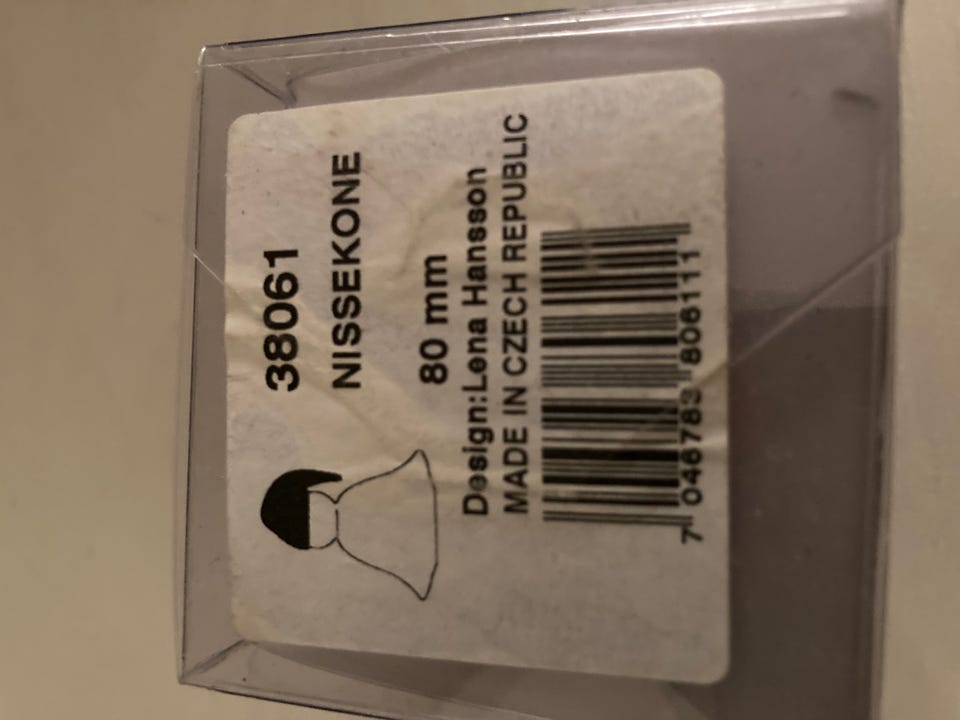 38061
NISSEKONE
80 mm
Design:Lena Hansson
MADE IN CZECH REPUBLIC
7 046783 806111